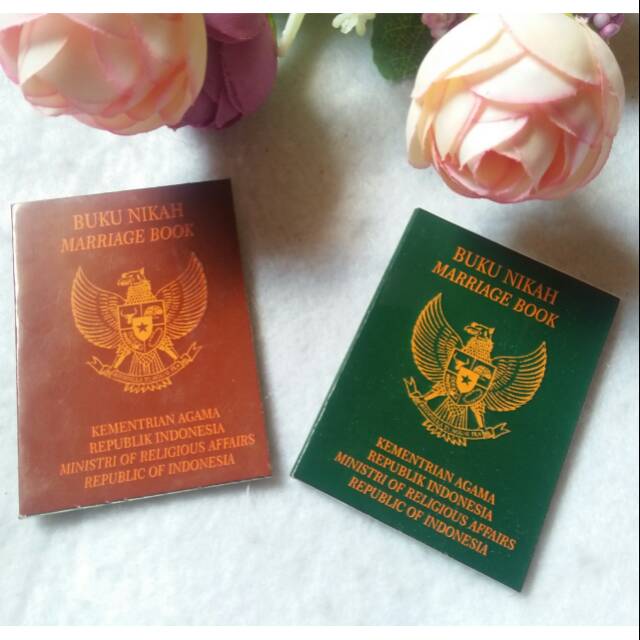 BUKU NIKAH
MARRIAGE BOOK
KEMENTRIAN AGAMA
REPUBLIK INDONESIA
MINISTRI OF RELIGIOUS AFFAIRS
REPUBLIC OF INDONESIA
BUKU NIKAH
MARRIAGE BOOK
KEMENTRIAN AGAMA
REPUBLIK INDONESIA
MINISTRI OF RELIGIOUS AFFAIRS
REPUBLIC OF INDONESIA